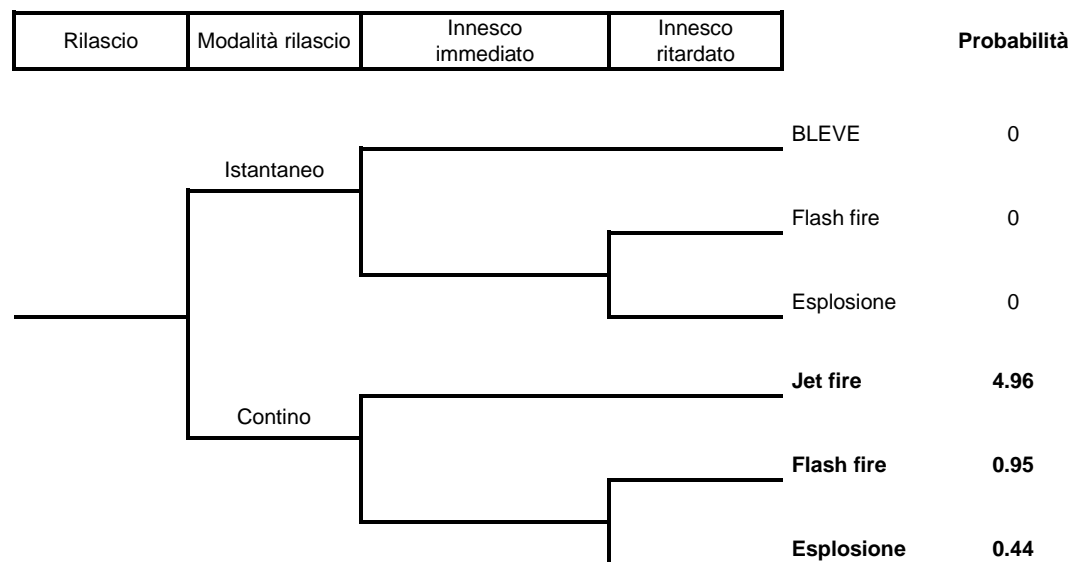 Rilascio
Modalità rilascio
Innesco
immediato
Innesco
ritardato
Probabilità
BLEVE 0
Istantaneo
Flash fire 0
Esplosione 0
Jet fire 4.96
Contino
Flash fire 0.95
Esplosione 0.44